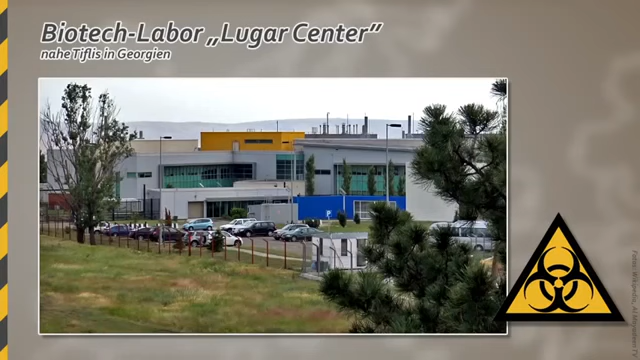 Biotech-Labor „Lugar Center”
nahe Tiflis in Georgien